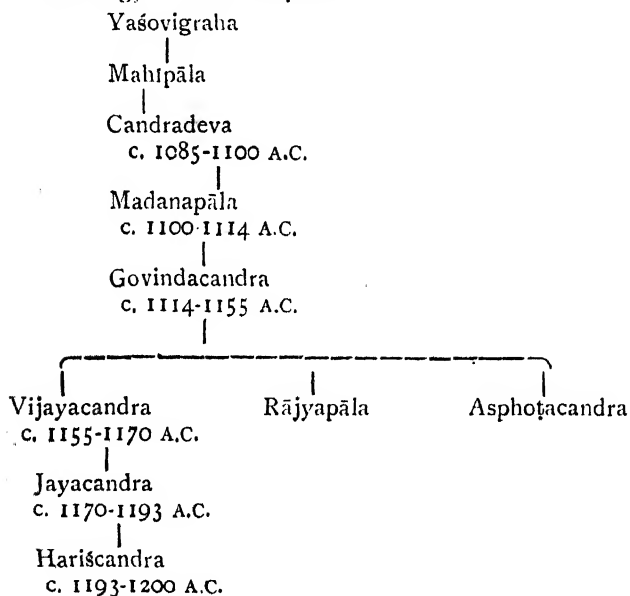 Yaśovigraha
Mahīpāla
Candradeva
c. 1085-1100 A.C.
Madanapāla
c. 1100-1114 A.C.
Govindacandra
c. 1114-1155 A.C.
Vijayacandra Rājyapāla Asphoṭacandra
c. 1155-1170 A.C.
Jayacandra
c. 1170-1193 A.C.
Hariścandra
c. 1193-1200 A.C.